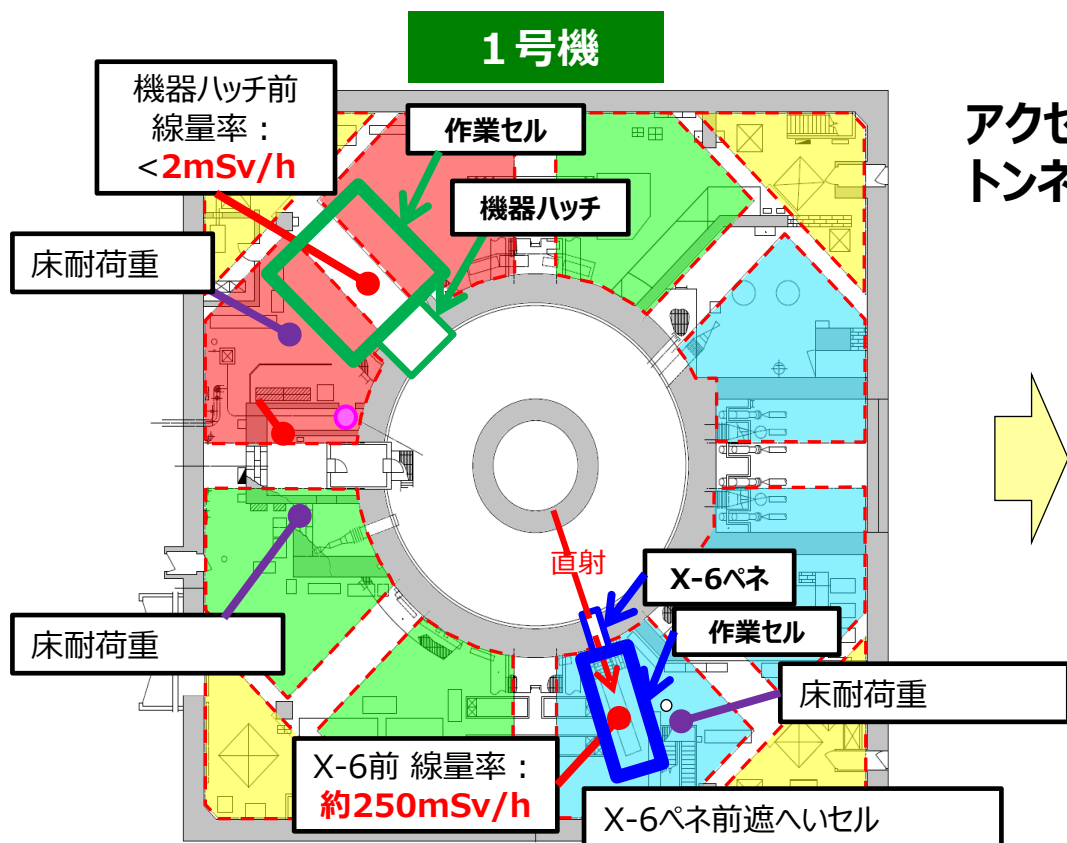 １号機
機器ハッチ前
線量率：
<2mSv/h
作業セル
アクセ
トンネ
機器ハッチ
床耐荷重
直射
X-6ペネ
作業セル
床耐荷重
床耐荷重
X-6前 線量率：
約250mSv/h
X-6ペネ前遮へいセル